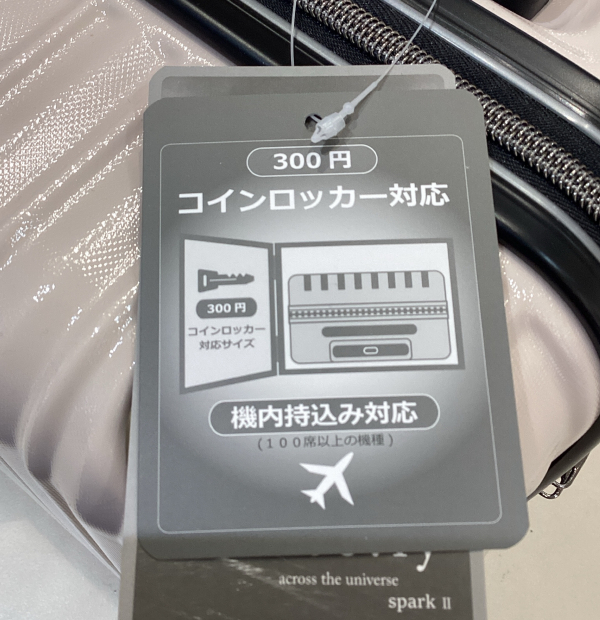 300円
コインロッカー対応
300円
コインロッカー
対応サイズ
機内持込み対応
(100席以上の機種)
across the universe
spark II